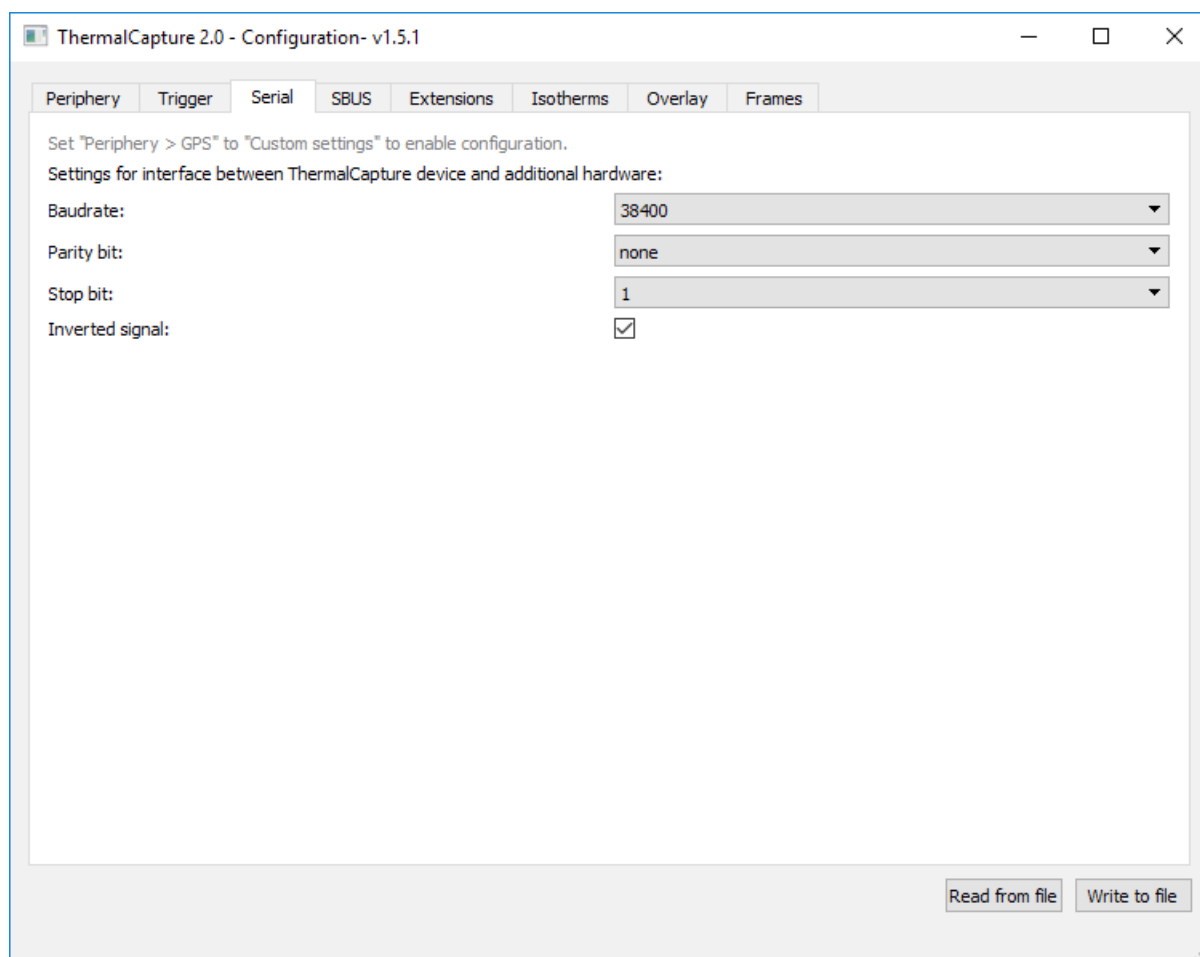 ThermalCapture 2.0 - Configuration- v1.5.1
Periphery Trigger Serial SBUS Extensions Isotherms Overlay Frames
Set "Periphery > GPS" to "Custom settings" to enable configuration.
Settings for interface between ThermalCapture device and additional hardware:
Baudrate: 38400
Parity bit: none
Stop bit: 1
Inverted signal:
Read from file Write to file